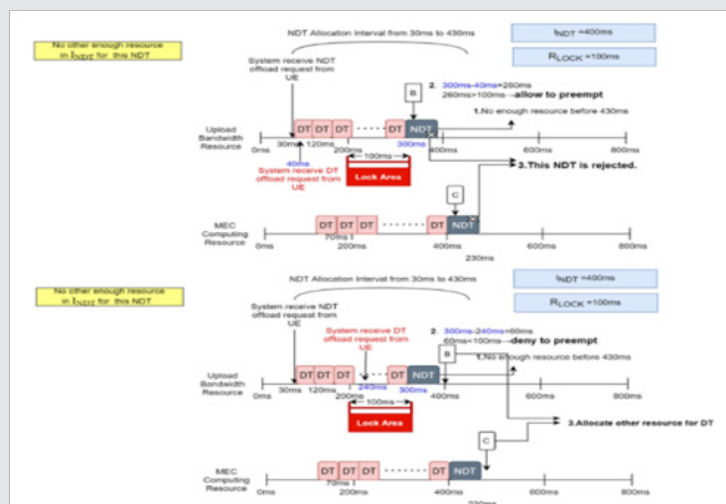 NDT Allocation Interval from 30ms to 430ms
I_NDT =400ms
No other enough resource
in I_NDT for this NDT
System receive NDT
offload request from
UE
R_LOCK =100ms
2. 300ms-40ms=260ms
260ms>100ms→allow to preempt
B
1.No enough resource before 430ms
DT DT DT DT NDT
Upload
Bandwidth
Resource
0ms 30ms 120ms 200ms 300ms 400ms 600ms 800ms
40ms
System receive DT
offload request from
UE
100ms
Lock Area
3.This NDT is rejected.
C
DT DT DT DT NDT
MEC
Computing
Resource
0ms 70ms 200ms 400ms 600ms 800ms
230ms
NDT Allocation Interval from 30ms to 430ms
I_NDT =400ms
No other enough resource
in I_NDT for this NDT
System receive NDT
offload request from
UE
R_LOCK =100ms
System receive DT
offload request from
UE
2. 300ms-240ms=60ms
60ms<100ms→deny to preempt
B
1.No enough resource before 430ms
DT DT DT DT NDT
Upload
Bandwidth
Resource
0ms 30ms 120ms 200ms 240ms 300ms 400ms 600ms 800ms
100ms
Lock Area
3.Allocate other resource for DT
C
DT DT DT DT NDT
MEC
Computing
Resource
0ms 70ms 200ms 400ms 600ms 800ms